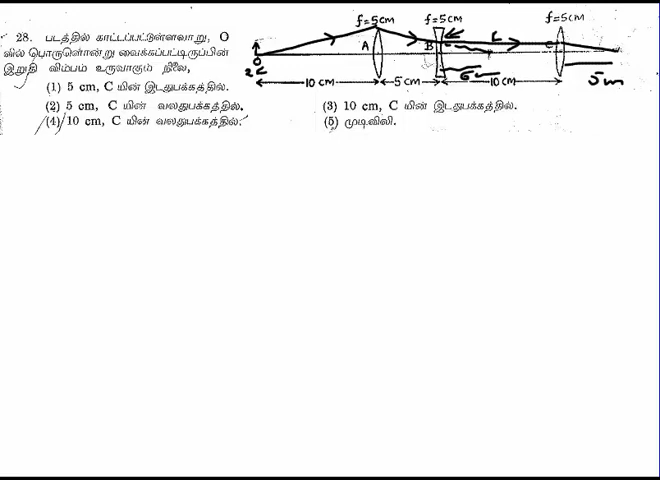 28. படத்தில் காட்டப்பட்டுள்ளவாறு, O
வில் பொருளொன்று வைக்கப்பட்டிருப்பின்
இறுதி விம்பம் உருவாகும் நிலை,
(1) 5 cm, C யின் இடதுபக்கத்தில்.
(2) 5 cm, C யின் வலதுபக்கத்தில்.
(3) 10 cm, C யின் இடதுபக்கத்தில்.
(4) 10 cm, C யின் வலதுபக்கத்தில்.
(5) முடிவிலி.
f=5cm f=5cm f=5cm
A B C
O
10 cm 5 cm 10 cm
5